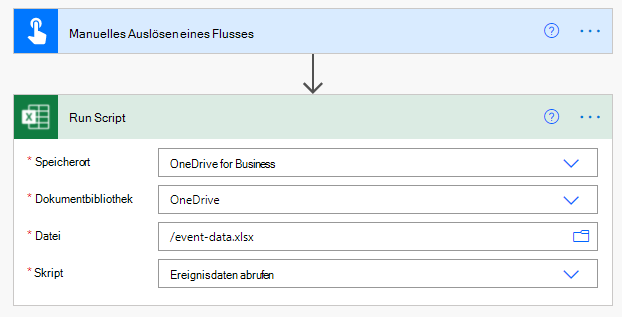 Manuelles Auslösen eines Flusses
Run Script
* Speicherort
OneDrive for Business
* Dokumentbibliothek
OneDrive
* Datei
/event-data.xlsx
* Skript
Ereignisdaten abrufen